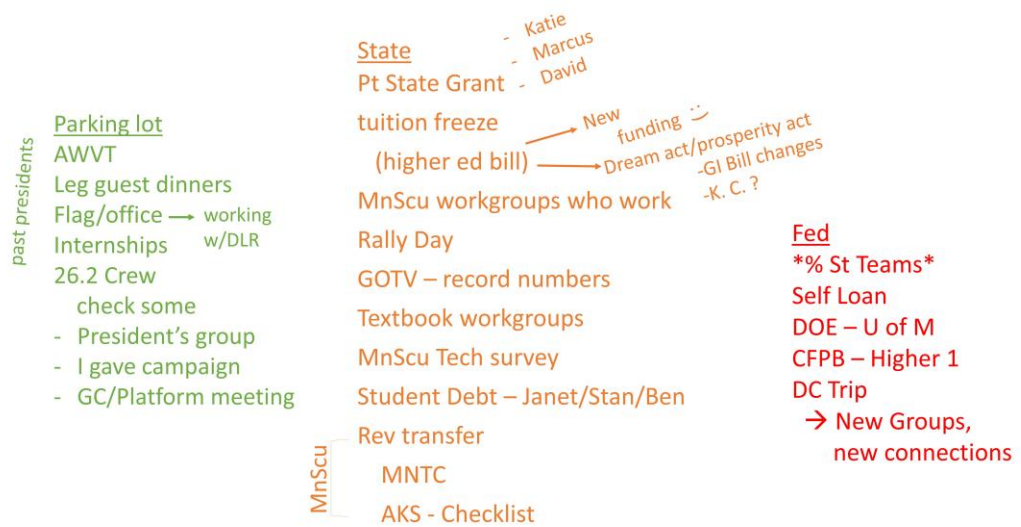 past presidents
Parking lot
AWVT
Leg guest dinners
Flag/office → working
w/DLR
Internships
26.2 Crew
check some
- President's group
- I gave campaign
- GC/Platform meeting
State
Pt State Grant
- Katie
- Marcus
- David
tuition freeze
(higher ed bill)
→ New
funding :)
→ Dream act/prosperity act
-GI Bill changes
-K. C. ?
MnScu workgroups who work
Rally Day
GOTV – record numbers
Textbook workgroups
MnScu Tech survey
Student Debt – Janet/Stan/Ben
Rev transfer
MnScu
MNTC
AKS - Checklist
Fed
*% St Teams*
Self Loan
DOE – U of M
CFPB – Higher 1
DC Trip
→ New Groups,
new connections